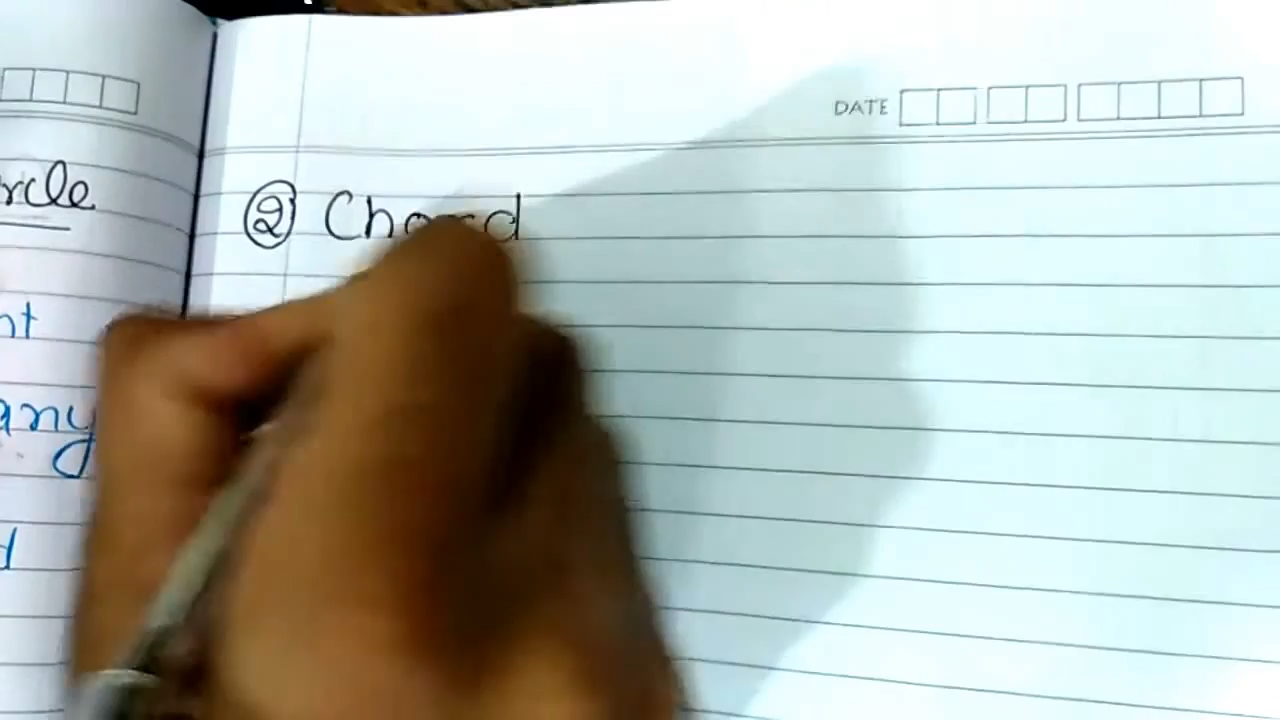 rcle
nt
any
d
DATE
② Chord